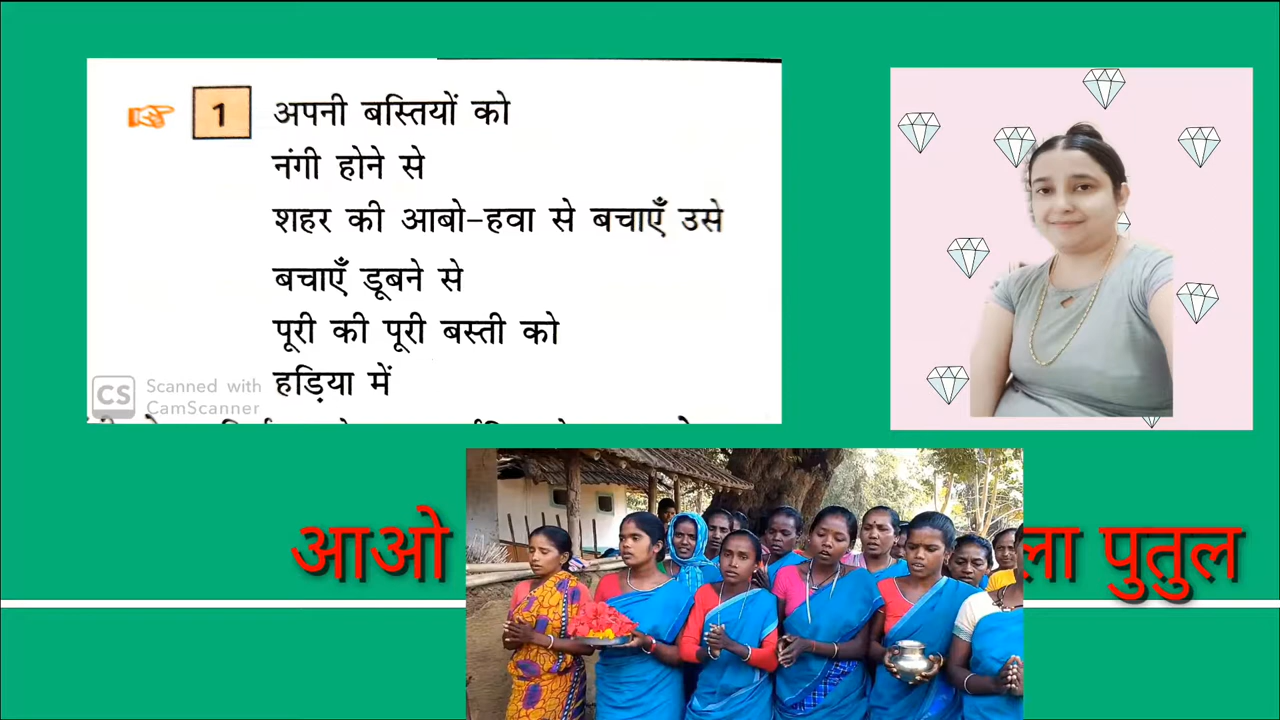 1 अपनी बस्तियों को
नंगी होने से
शहर की आबो-हवा से बचाएँ उसे
बचाएँ डूबने से
पूरी की पूरी बस्ती को
हड़िया में
CS Scanned with
CamScanner
आओ ला पुतुल